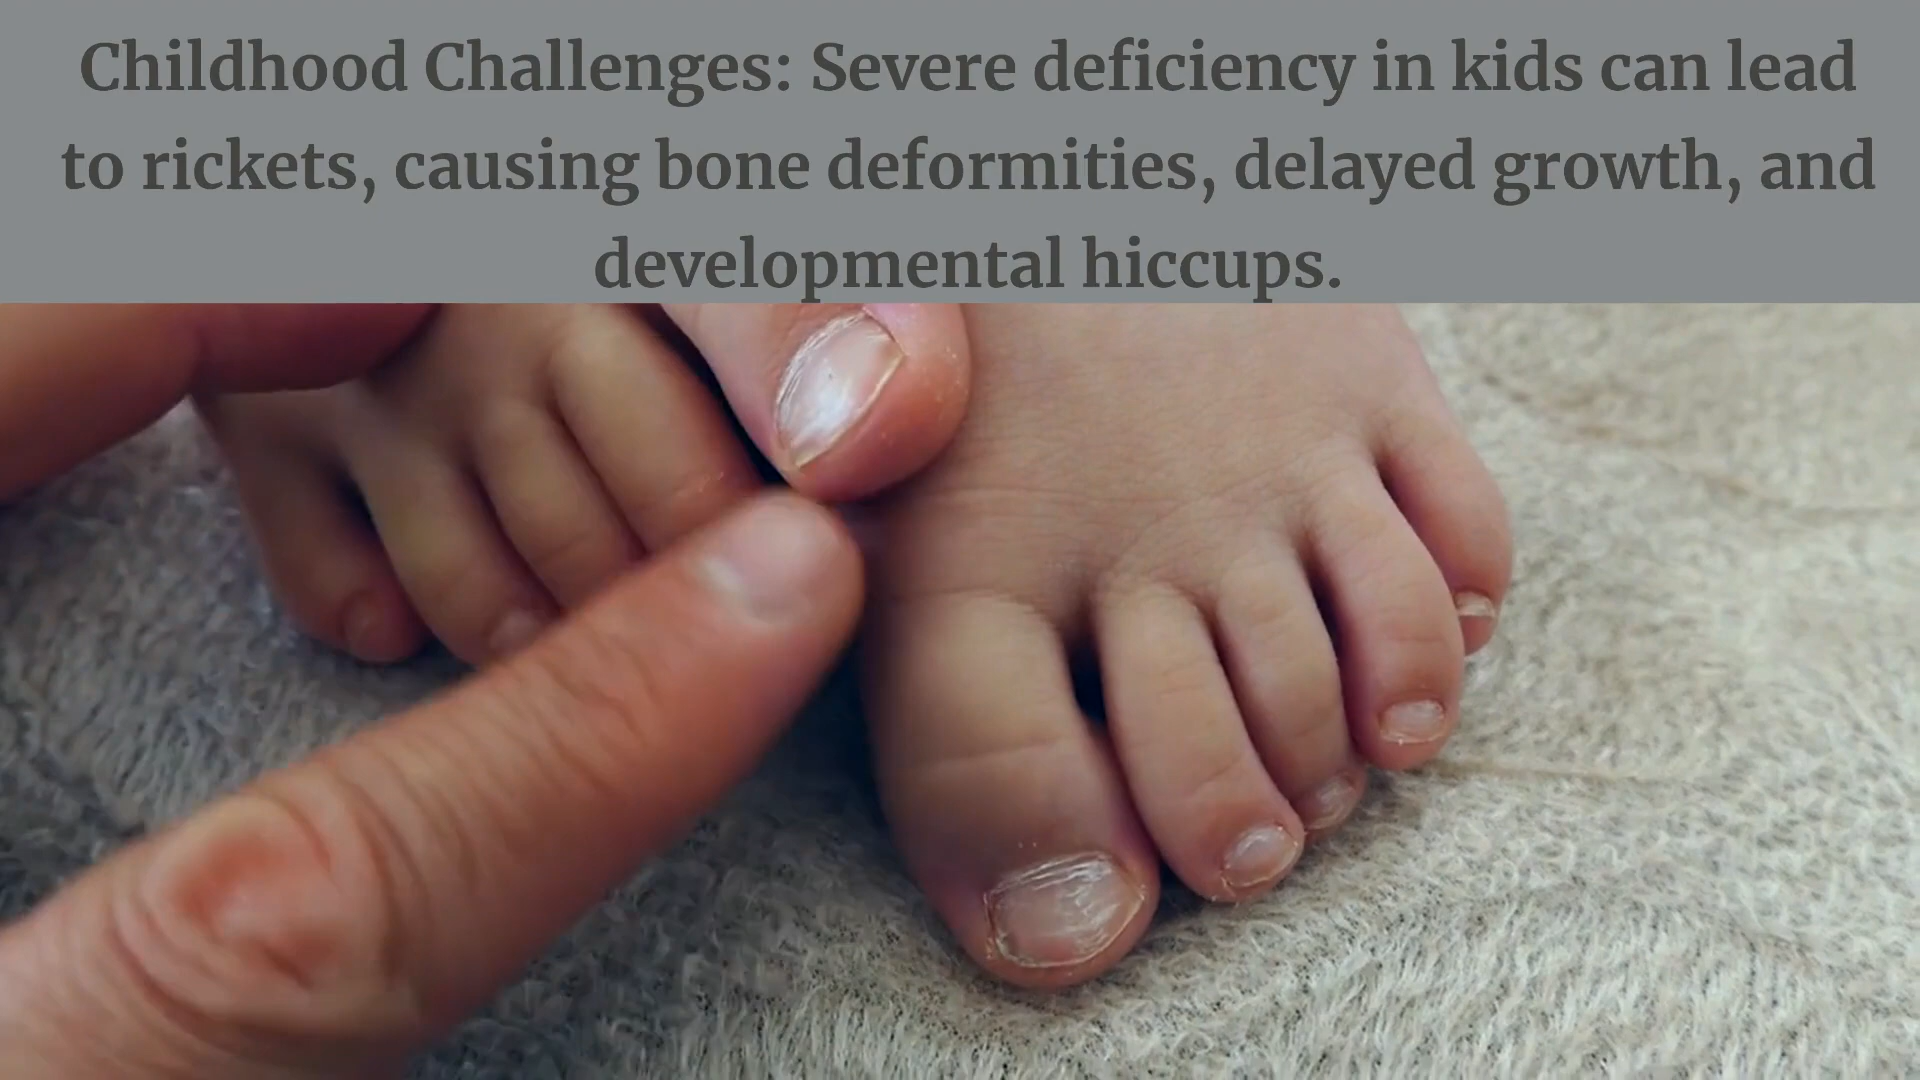 Childhood Challenges: Severe deficiency in kids can lead
to rickets, causing bone deformities, delayed growth, and
developmental hiccups.